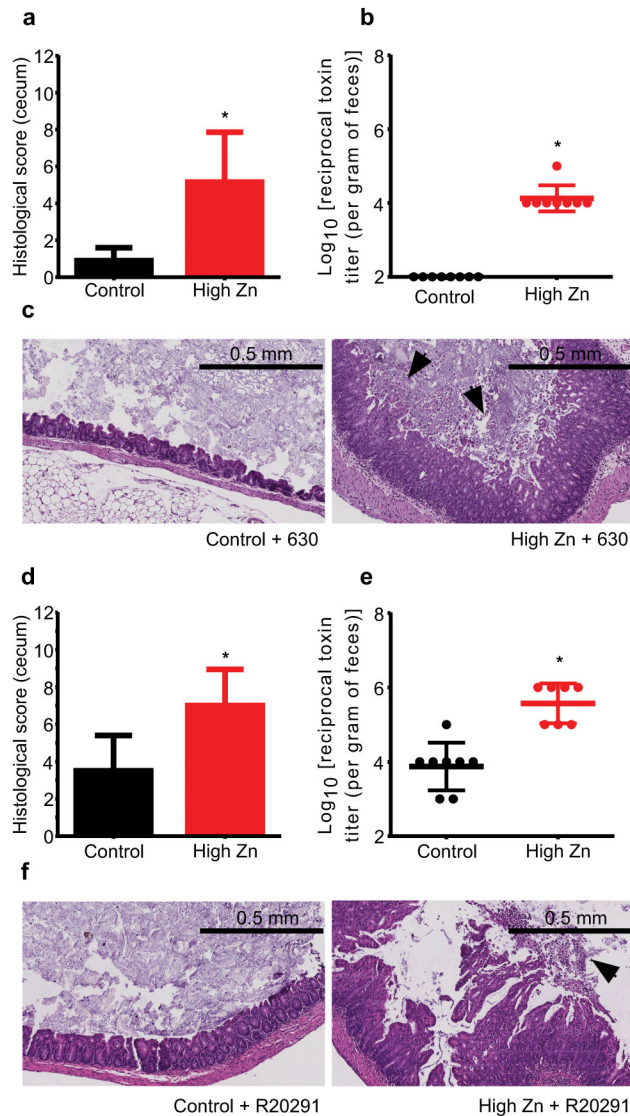 a
Histological score (cecum)
12
10
8
6
4
2
0
*
Control
High Zn
b
Log10 [reciprocal toxin
titer (per gram of feces)]
8
6
4
2
*
Control
High Zn
c
0.5 mm
Control + 630
0.5 mm
High Zn + 630
d
Histological score (cecum)
12
10
8
6
4
2
0
*
Control
High Zn
e
Log10 [reciprocal toxin
titer (per gram of feces)]
8
6
4
2
*
Control
High Zn
f
0.5 mm
Control + R20291
0.5 mm
High Zn + R20291